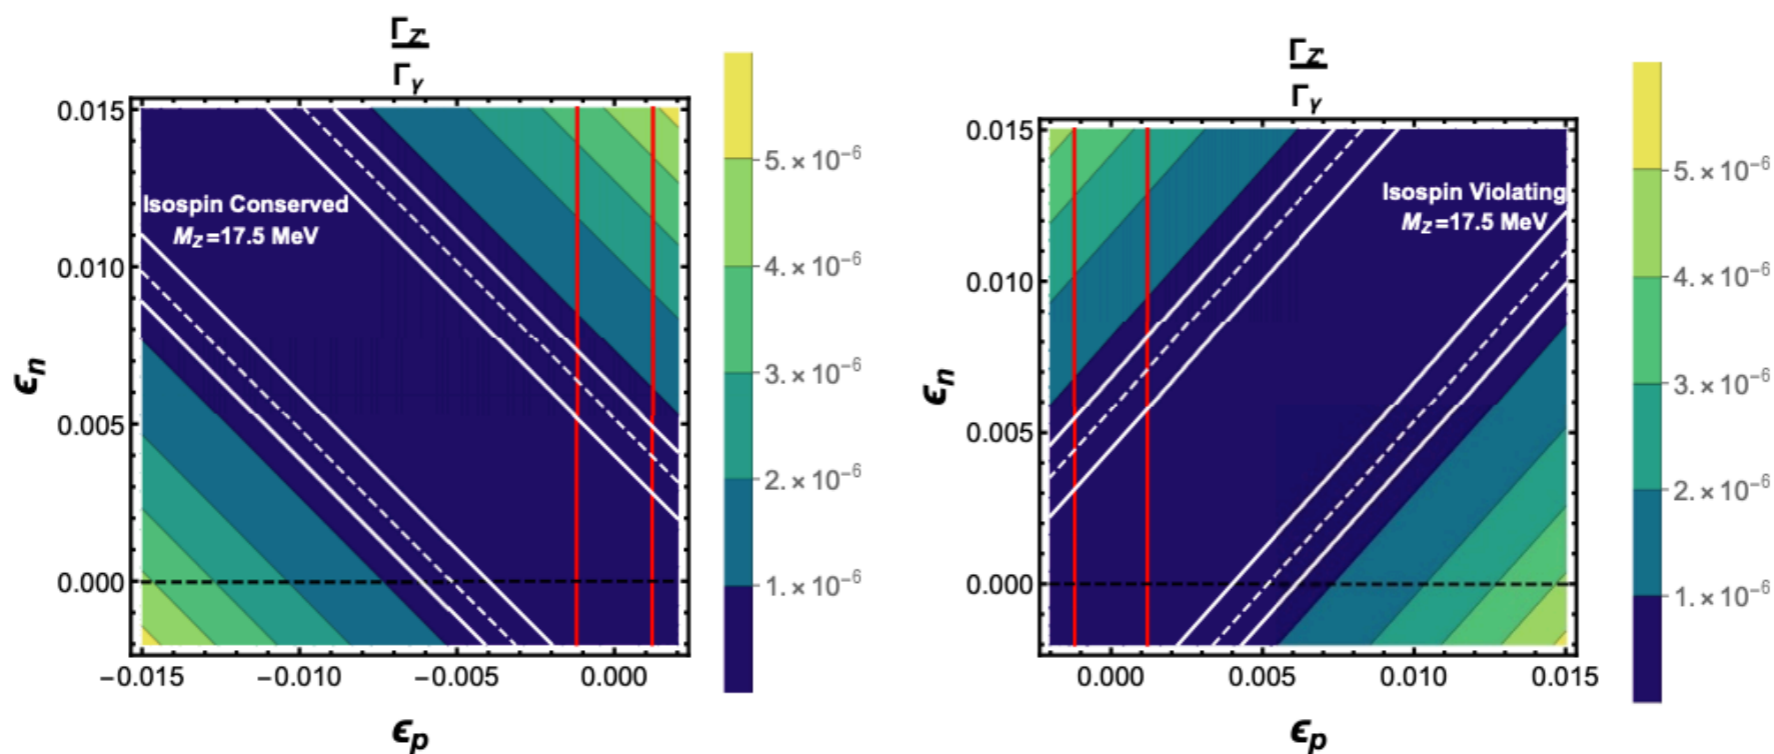 Γ_Z'
Γ_γ
0.015
0.010
0.005
0.000
ϵn
Isospin Conserved
M_Z=17.5 MeV
−0.015 −0.010 −0.005 0.000
ϵp
5.×10⁻⁶
4.×10⁻⁶
3.×10⁻⁶
2.×10⁻⁶
1.×10⁻⁶
Γ_Z'
Γ_γ
0.015
0.010
0.005
0.000
ϵn
Isospin Violating
M_Z=17.5 MeV
0.000 0.005 0.010 0.015
ϵp
5.×10⁻⁶
4.×10⁻⁶
3.×10⁻⁶
2.×10⁻⁶
1.×10⁻⁶